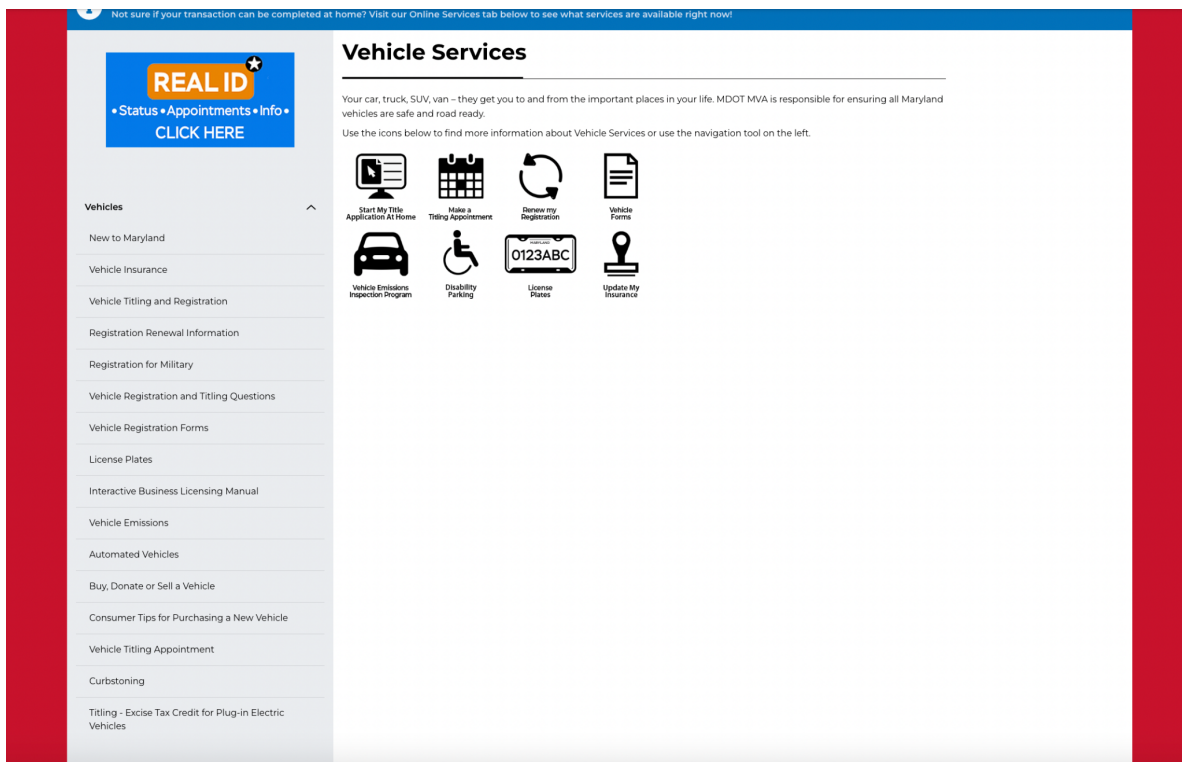 Not sure if your transaction can be completed at home? Visit our Online Services tab below to see what services are available right now!
REAL ID
•Status•Appointments•Info•
CLICK HERE
Vehicles
New to Maryland
Vehicle Insurance
Vehicle Titling and Registration
Registration Renewal Information
Registration for Military
Vehicle Registration and Titling Questions
Vehicle Registration Forms
License Plates
Interactive Business Licensing Manual
Vehicle Emissions
Automated Vehicles
Buy, Donate or Sell a Vehicle
Consumer Tips for Purchasing a New Vehicle
Vehicle Titling Appointment
Curbstoning
Titling - Excise Tax Credit for Plug-in Electric
Vehicles
Vehicle Services
Your car, truck, SUV, van – they get you to and from the important places in your life. MDOT MVA is responsible for ensuring all Maryland
vehicles are safe and road ready.
Use the icons below to find more information about Vehicle Services or use the navigation tool on the left.
Start My Title
Application At Home
Make a
Titling Appointment
Renew my
Registration
Vehicle
Forms
MARYLAND
0123ABC
Vehicle Emissions
Inspection Program
Disability
Parking
License
Plates
Update My
Insurance